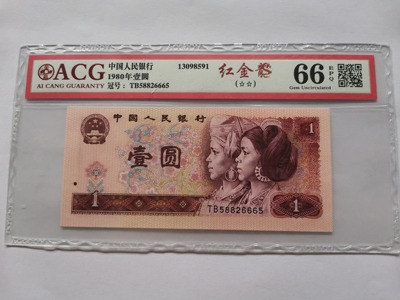 ACG
AI CANG GUARANTY
中国人民银行
1980年壹圆
冠号: TB58826665
13098591
红金龙
(☆☆)
66 EPQ
Gem Uncirculated
中国人民银行
壹圆
1
1
1
TB58826665